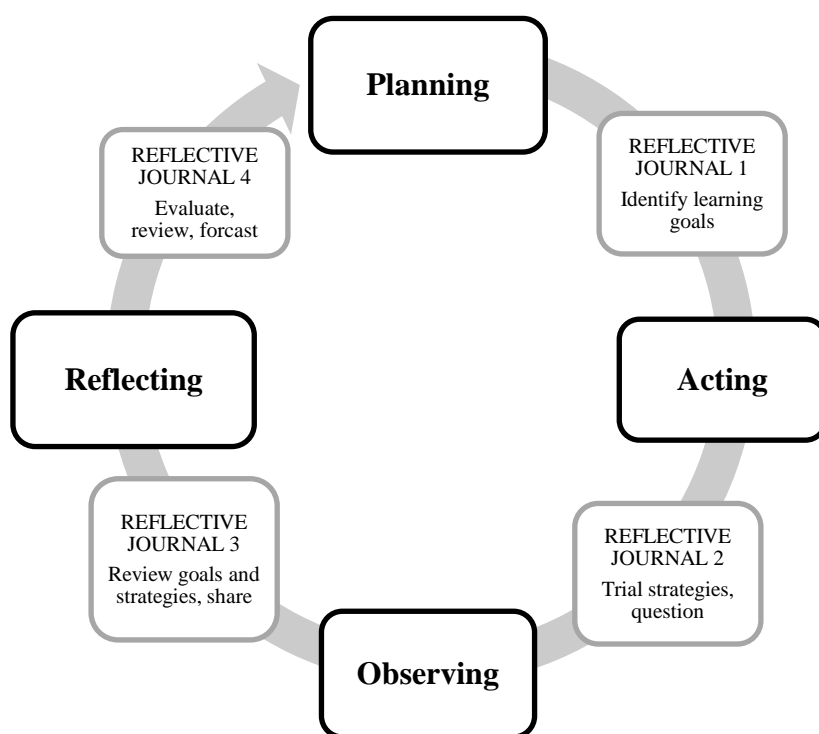 Planning
REFLECTIVE
JOURNAL 1
Identify learning
goals
Acting
REFLECTIVE
JOURNAL 2
Trial strategies,
question
Observing
REFLECTIVE
JOURNAL 3
Review goals and
strategies, share
Reflecting
REFLECTIVE
JOURNAL 4
Evaluate,
review, forcast